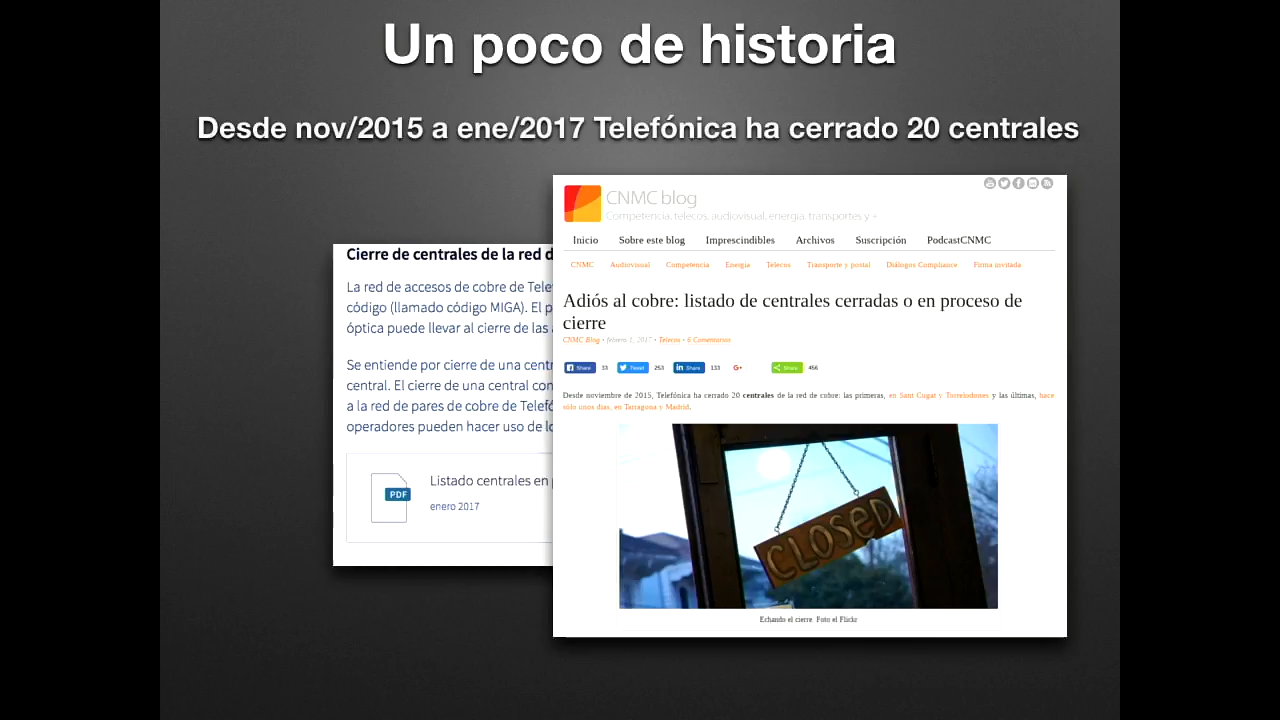 Un poco de historia
Desde nov/2015 a ene/2017 Telefónica ha cerrado 20 centrales
Cierre de centrales de la red d
La red de accesos de cobre de Tele
código (llamado código MIGA). El p
óptica puede llevar al cierre de las
Se entiende por cierre de una cent
central. El cierre de una central con
a la red de pares de cobre de Telefó
operadores pueden hacer uso de lo
PDF
Listado centrales en p
enero 2017
CNMC blog
Competencia, telecos, audiovisual, energía, transportes y +
Inicio Sobre este blog Imprescindibles Archivos Suscripción PodcastCNMC
CNMC Audiovisual Competencia Energía Telecos Transporte y postal Diálogos Compliance Firma invitada
Adiós al cobre: listado de centrales cerradas o en proceso de
cierre
CNMC Blog • febrero 1, 2017 • Telecos • 6 Comentarios
Share 33 Tweet 253 Share 133 G+ Share 456
Desde noviembre de 2015, Telefónica ha cerrado 20 centrales de la red de cobre: las primeras, en Sant Cugat y Torrelodones y las últimas, hace
sólo unos días, en Tarragona y Madrid.
CLOSED
Echando el cierre. Foto el Flickr